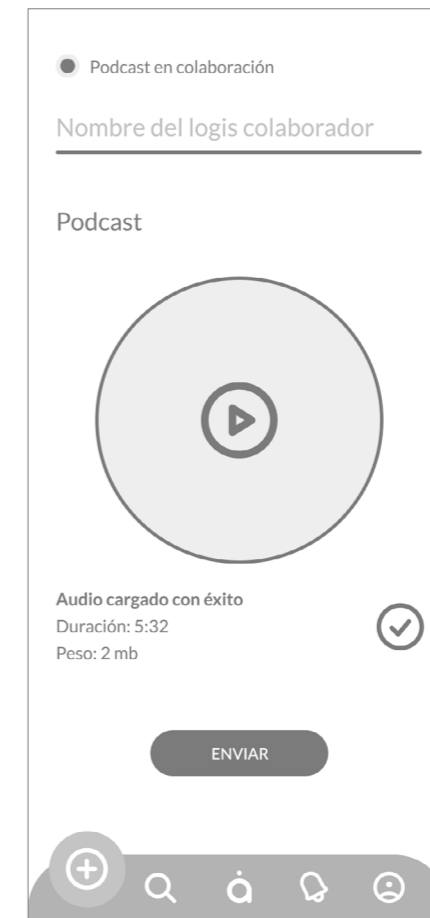 Podcast en colaboración
Nombre del logis colaborador
Podcast
Audio cargado con éxito
Duración: 5:32
Peso: 2 mb
ENVIAR